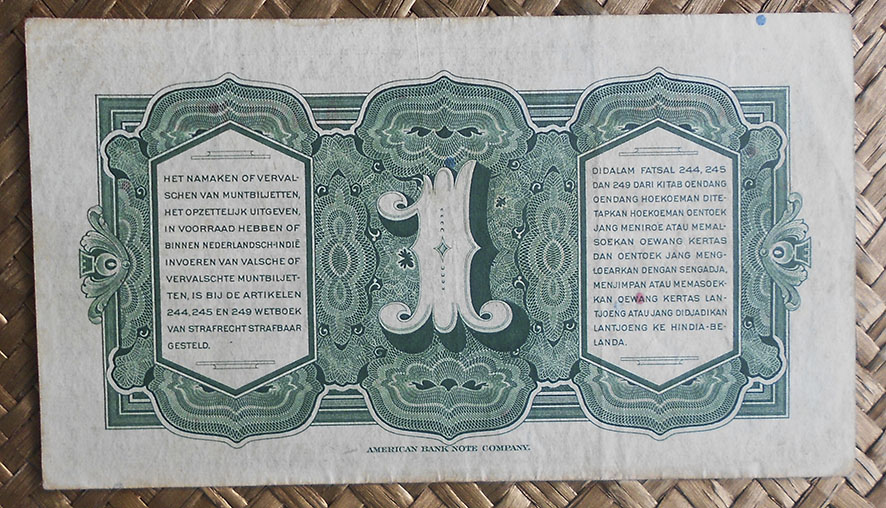 HET NAMAKEN OF VERVAL-
SCHEN VAN MUNTBILJETTEN,
HET OPZETTELIJK UITGEVEN,
IN VOORRAAD HEBBEN OF
BINNEN NEDERLANDSCH-INDIË
INVOEREN VAN VALSCHE OF
VERVALSCHTE MUNTBILJET-
TEN, IS BIJ DE ARTIKELEN
244, 245 EN 249 WETBOEK
VAN STRAFRECHT STRAFBAAR
GESTELD.
1
DIDALAM FATSAL 244, 245
DAN 249 DARI KITAB OENDANG
OENDANG HOEKOEMAN DITE-
TAPKAN HOEKOEMAN OENTOEK
JANG MENIROE ATAU MEMAL-
SOEKAN OEWANG KERTAS
DAN OENTOEK JANG MENG-
LOEARKAN DENGAN SENGADJA,
MENJIMPAN ATAU MEMASOEK-
KAN OEWANG KERTAS LAN-
TJOENG ATAU JANG DIDJADIKAN
LANTJOENG KE HINDIA-BE-
LANDA.
AMERICAN BANK NOTE COMPANY.